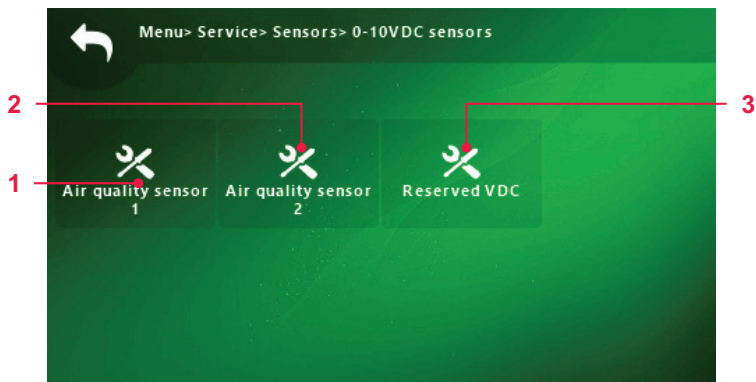 Menu> Service> Sensors> 0-10VDC sensors
2
3
1
Air quality sensor
1
Air quality sensor
2
Reserved VDC